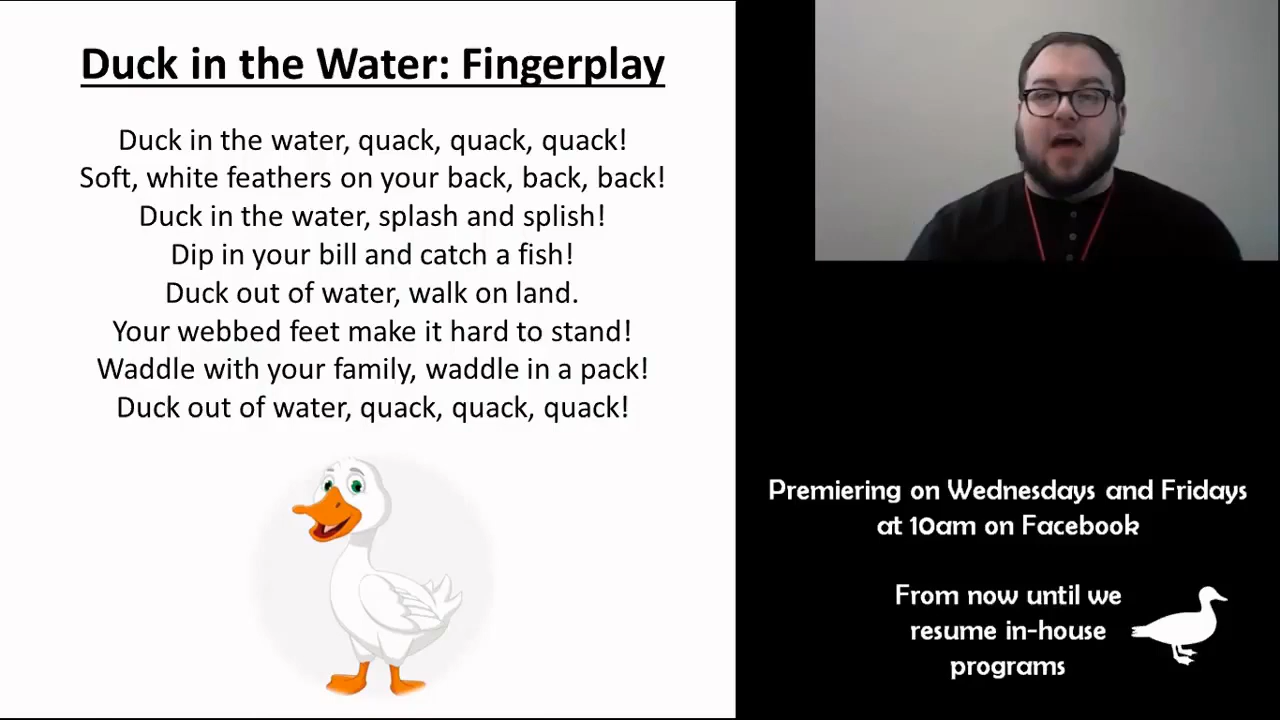 Duck in the Water: Fingerplay
Duck in the water, quack, quack, quack!
Soft, white feathers on your back, back, back!
Duck in the water, splash and splish!
Dip in your bill and catch a fish!
Duck out of water, walk on land.
Your webbed feet make it hard to stand!
Waddle with your family, waddle in a pack!
Duck out of water, quack, quack, quack!
Premiering on Wednesdays and Fridays
at 10am on Facebook
From now until we
resume in-house
programs